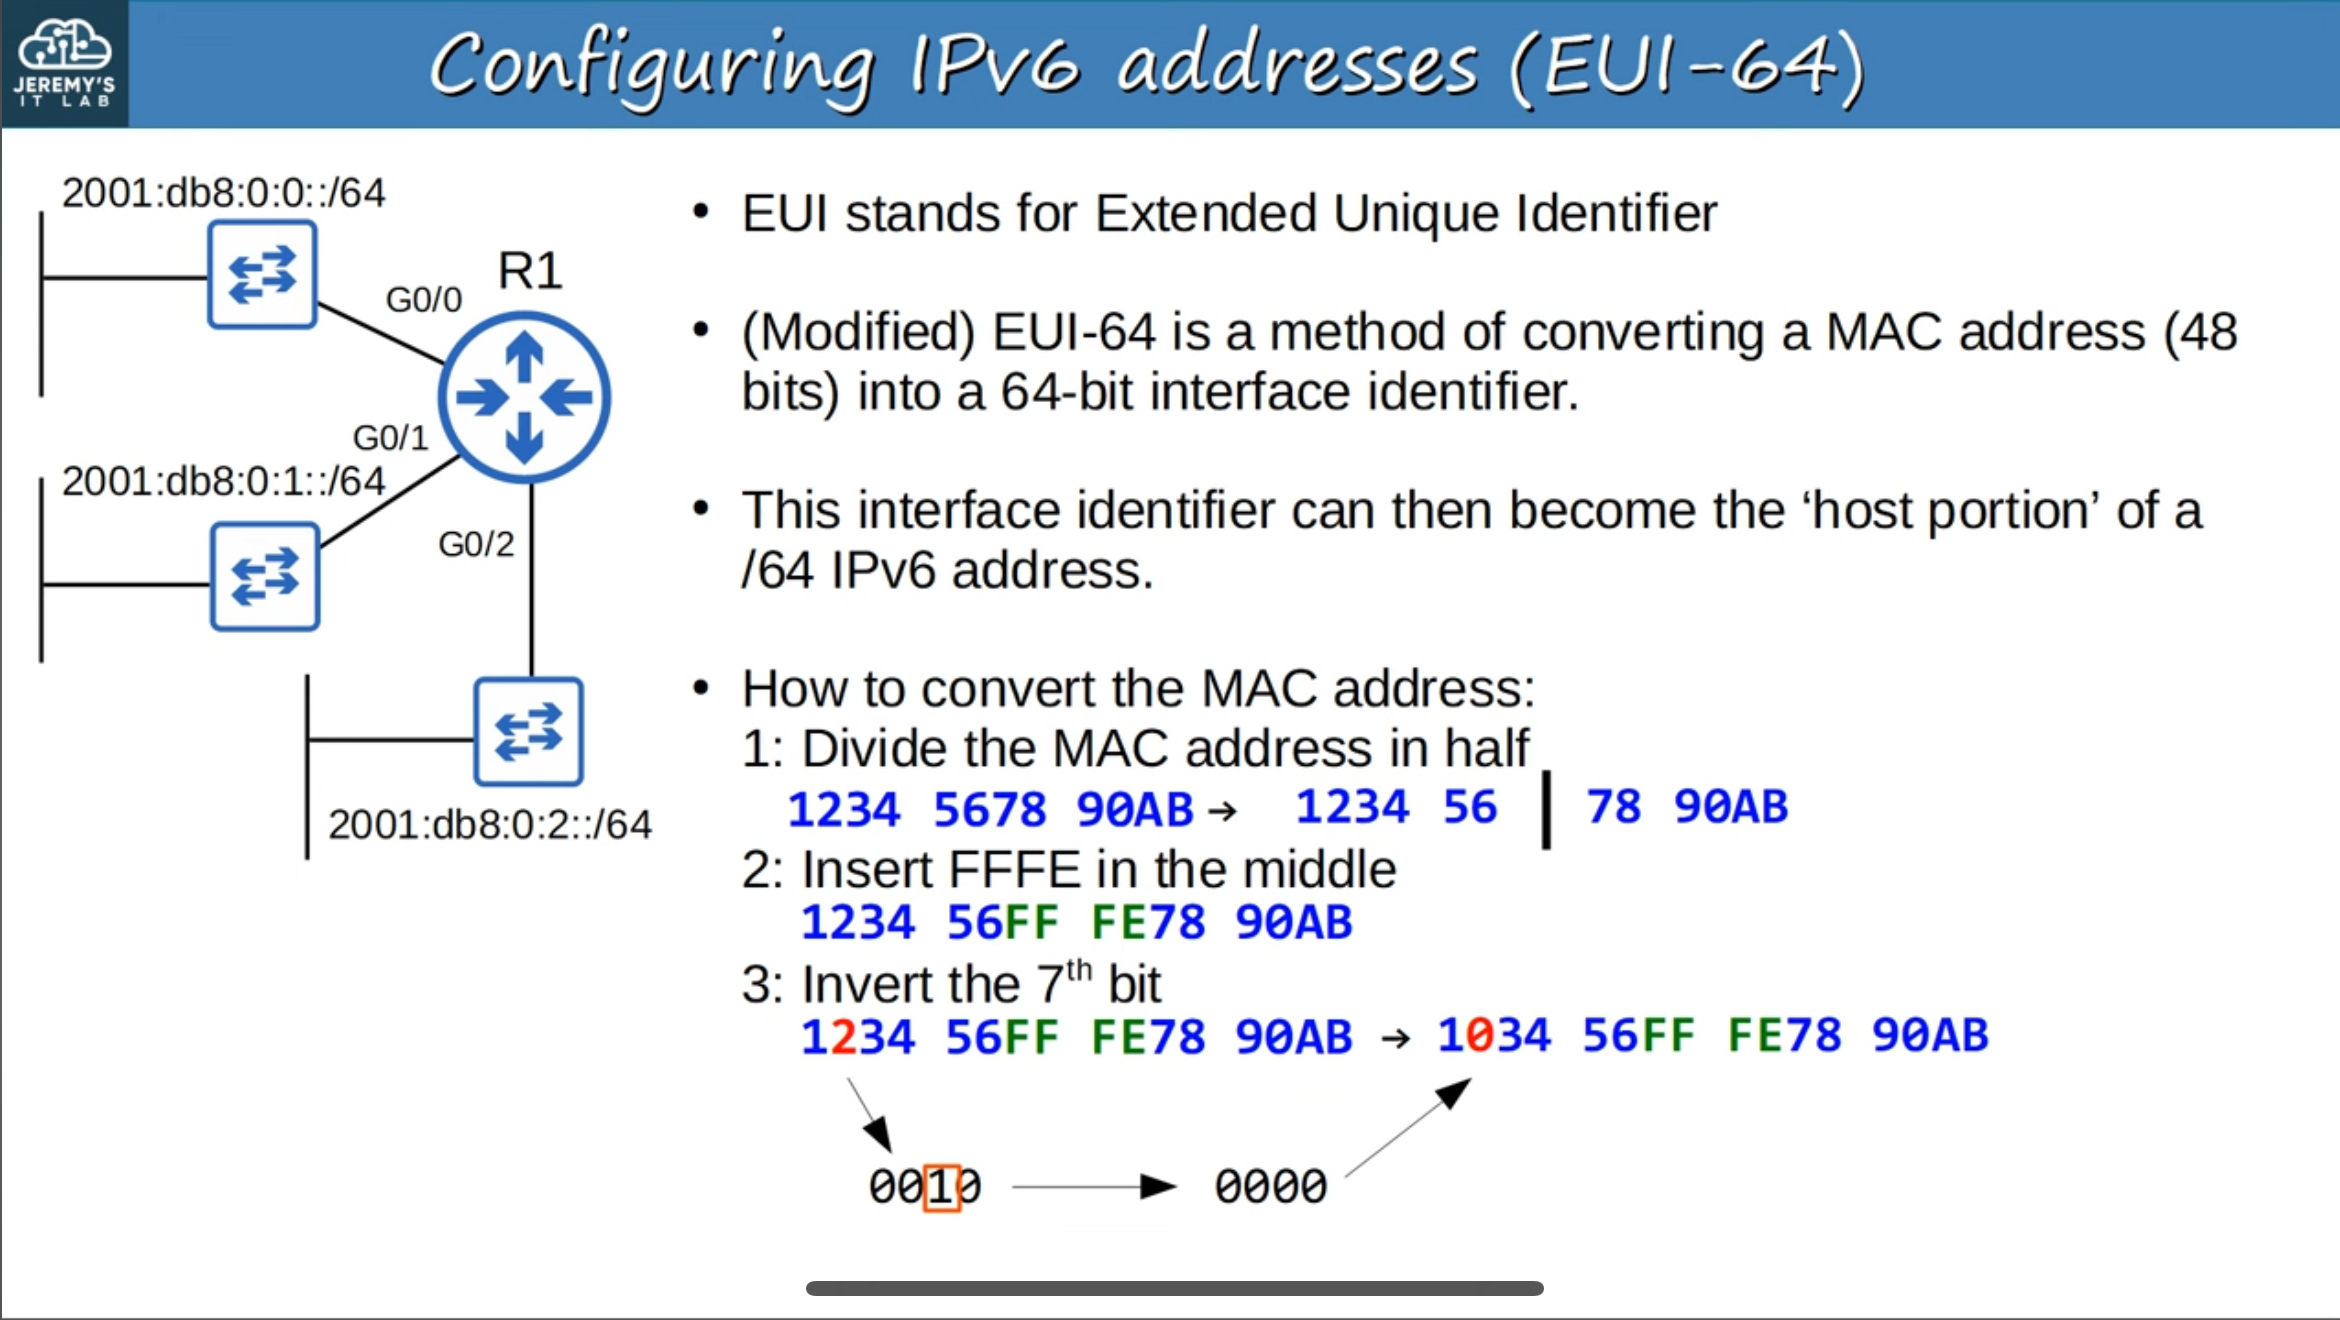 JEREMY'S
IT LAB
Configuring IPv6 addresses (EUI-64)
2001:db8:0:0::/64
R1
G0/0
G0/1
2001:db8:0:1::/64
G0/2
2001:db8:0:2::/64
• EUI stands for Extended Unique Identifier
• (Modified) EUI-64 is a method of converting a MAC address (48
bits) into a 64-bit interface identifier.
• This interface identifier can then become the ‘host portion’ of a
/64 IPv6 address.
• How to convert the MAC address:
1: Divide the MAC address in half
1234 5678 90AB → 1234 56 | 78 90AB
2: Insert FFFE in the middle
1234 56FF FE78 90AB
3: Invert the 7th bit
1234 56FF FE78 90AB → 1034 56FF FE78 90AB
0010 0000